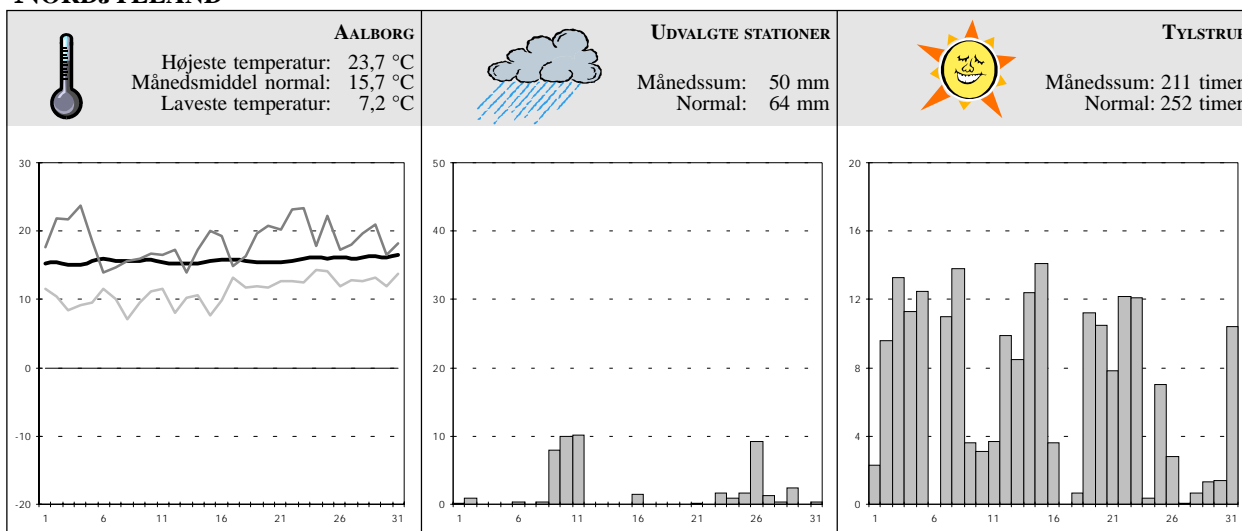 NORDJYLLAND
AALBORG
Højeste temperatur: 23,7 °C
Månedsmiddel normal: 15,7 °C
Laveste temperatur: 7,2 °C
30
20
10
0
-10
-20
1 6 11 16 21 26 31
UDVALGTE STATIONER
Månedssum: 50 mm
Normal: 64 mm
50
40
30
20
10
0
1 6 11 16 21 26 31
TYLSTRUP
Månedssum: 211 timer
Normal: 252 timer
20
16
12
8
4
0
1 6 11 16 21 26 31